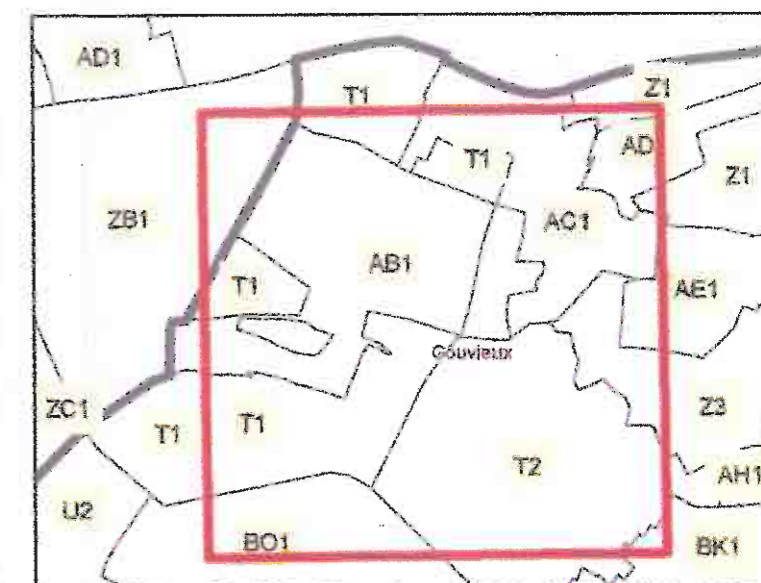 AD1
T1
Z1
T1
AD
Z1
ZB1
AC1
AB1
T1
AE1
Gouvieux
ZC1
T1
T1
Z3
T2
AH1
U2
BO1
BK1